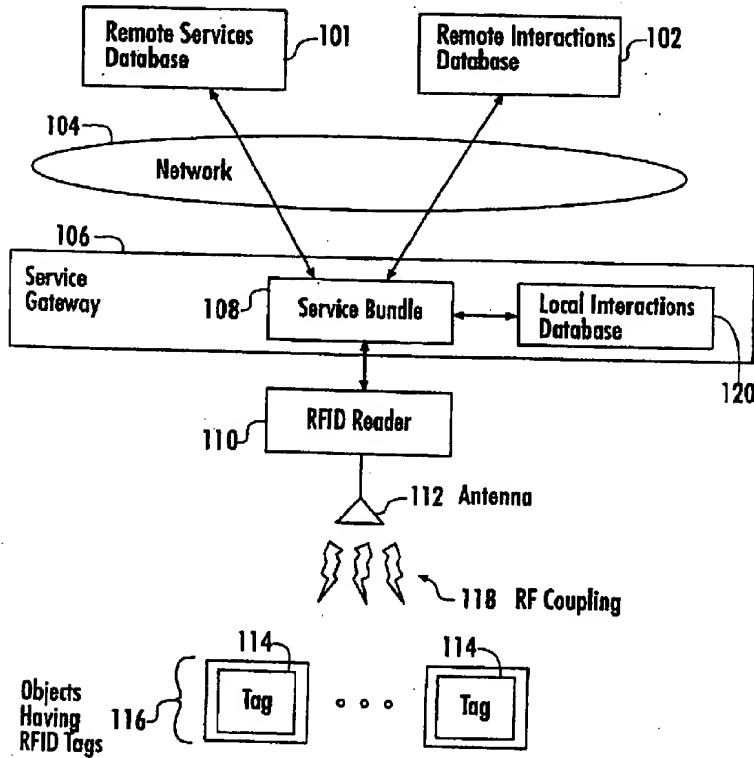 Remote Services
Database
101
Remote Interactions
Database
102
104
Network
106
Service
Gateway
108
Service Bundle
Local Interactions
Database
120
110
RFID Reader
112 Antenna
118 RF Coupling
114
114
Objects
Having
RFID Tags
116
Tag
Tag